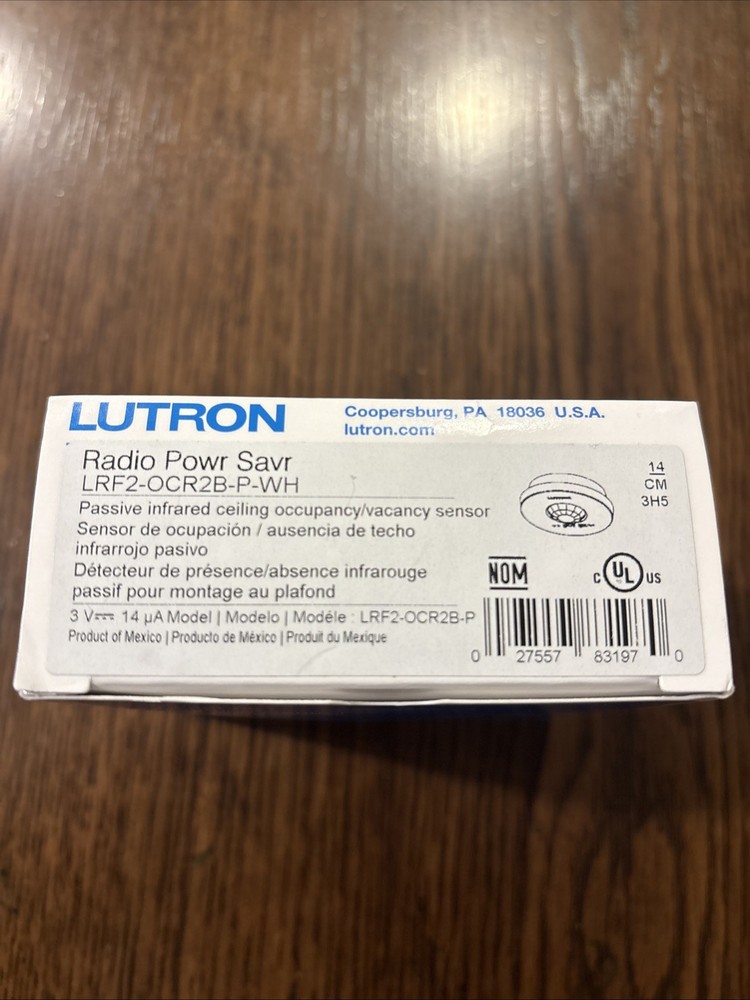 LUTRON
Coopersburg, PA 18036 U.S.A.
lutron.com
Radio Powr Savr
LRF2-OCR2B-P-WH
Passive infrared ceiling occupancy/vacancy sensor
Sensor de ocupación / ausencia de techo
infrarrojo pasivo
Détecteur de présence/absence infrarouge
passif pour montage au plafond
3 V⎓ 14 µA Model | Modelo | Modéle : LRF2-OCR2B-P
Product of Mexico | Producto de México | Produit du Mexique
14
CM
3H5
NOM
c UL US
0 27557 83197 0